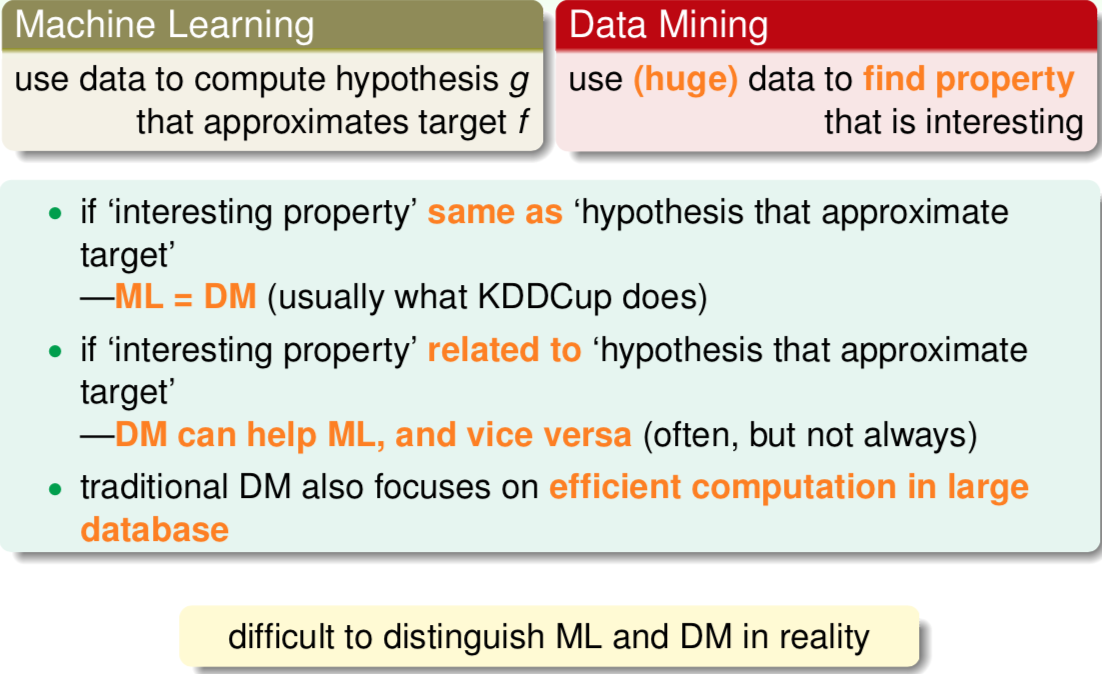 Machine Learning
use data to compute hypothesis g
that approximates target f
Data Mining
use (huge) data to find property
that is interesting
• if ‘interesting property’ same as ‘hypothesis that approximate
target’
—ML = DM (usually what KDDCup does)
• if ‘interesting property’ related to ‘hypothesis that approximate
target’
—DM can help ML, and vice versa (often, but not always)
• traditional DM also focuses on efficient computation in large
database
difficult to distinguish ML and DM in reality